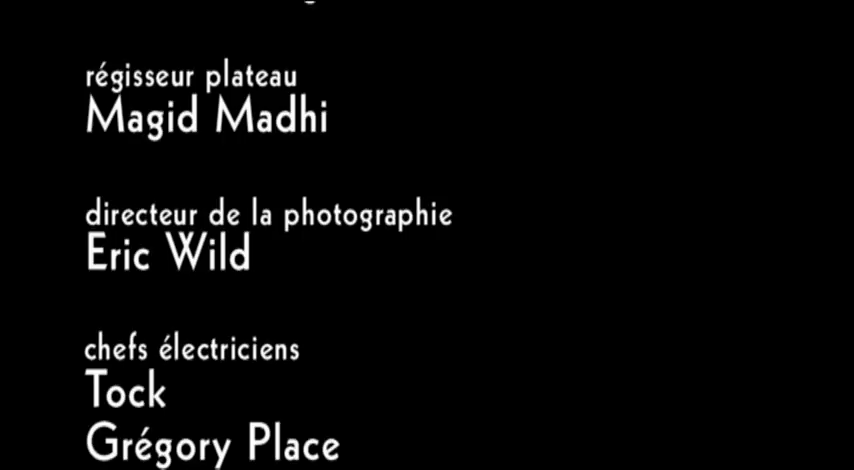 régisseur plateau
Magid Madhi
directeur de la photographie
Eric Wild
chefs électriciens
Tock
Grégory Place